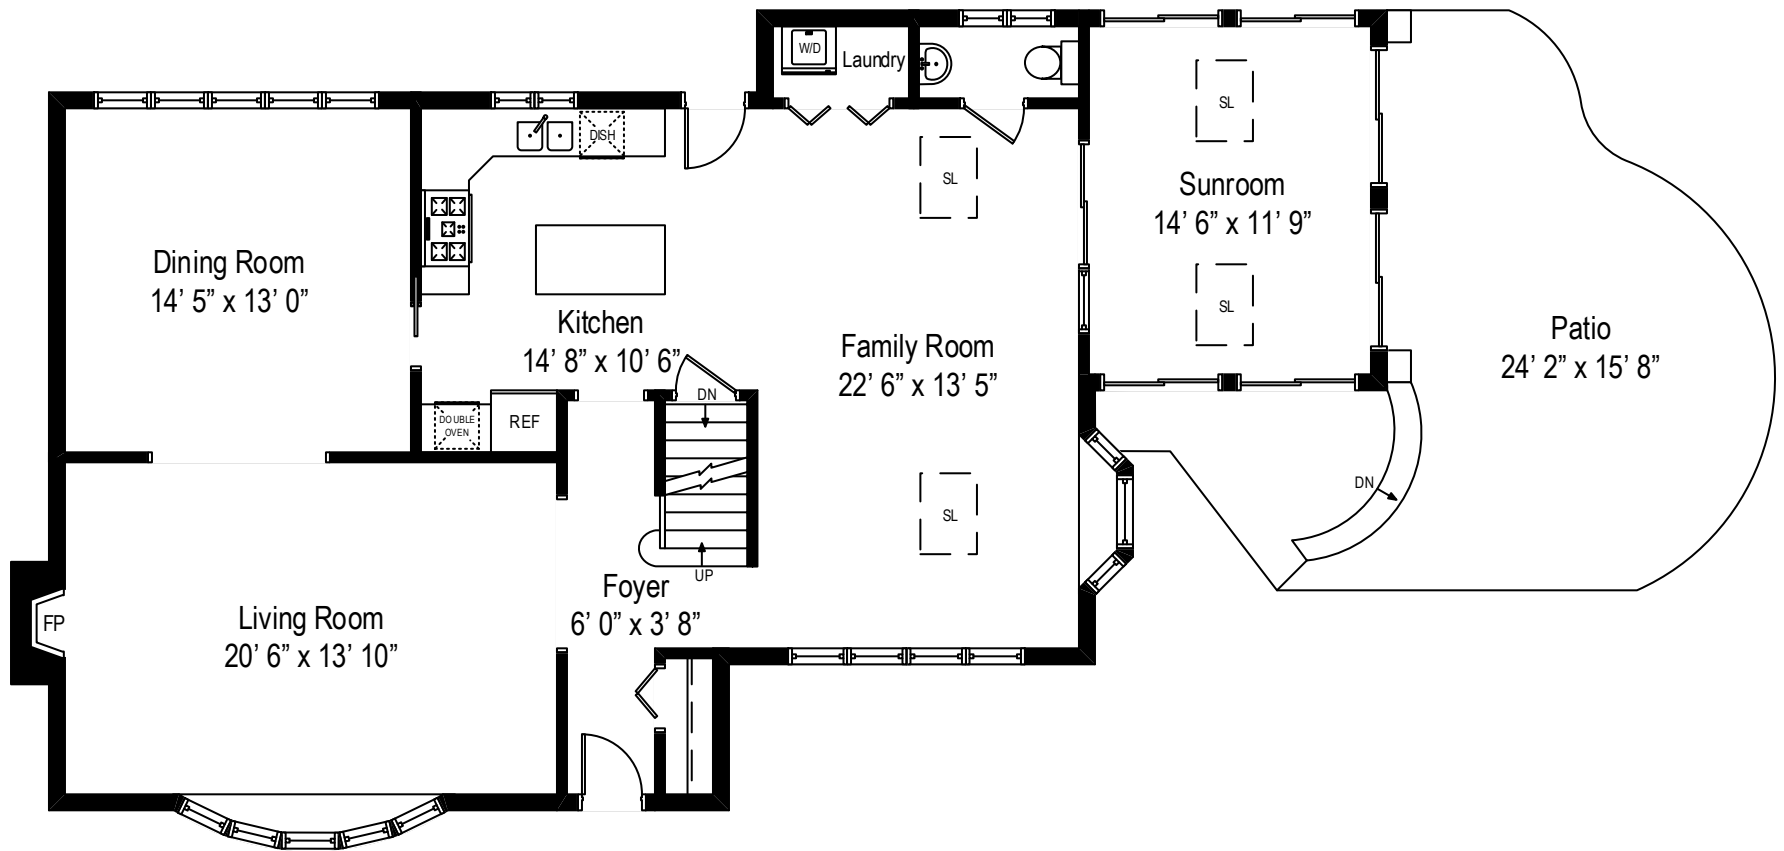 W/D
Laundry
SL
DISH
SL
Sunroom
14' 6" x 11' 9"
Dining Room
14' 5" x 13' 0"
SL
Kitchen
14' 8" x 10' 6"
Family Room
22' 6" x 13' 5"
Patio
24' 2" x 15' 8"
DN
DOUBLE
OVEN
REF
DN
SL
UP
Foyer
6' 0" x 3' 8"
FP
Living Room
20' 6" x 13' 10"